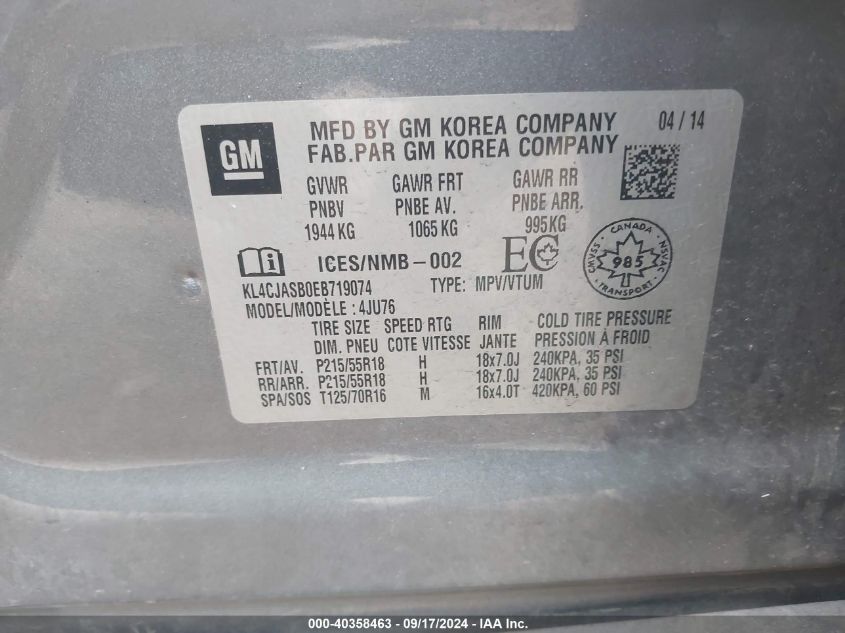 GM
MFD BY GM KOREA COMPANY 04 / 14
FAB.PAR GM KOREA COMPANY
GVWR GAWR FRT GAWR RR
PNBV PNBE AV. PNBE ARR.
1944 KG 1065 KG 995KG
ICES/NMB-002 EC
CANADA
CMVSS 985 NSVAC
TRANSPORT
KL4CJASB0EB719074 TYPE: MPV/VTUM
MODEL/MODÈLE : 4JU76
TIRE SIZE SPEED RTG RIM COLD TIRE PRESSURE
DIM. PNEU COTE VITESSE JANTE PRESSION À FROID
FRT/AV. P215/55R18 H 18x7.0J 240KPA, 35 PSI
RR/ARR. P215/55R18 H 18x7.0J 240KPA, 35 PSI
SPA/SOS T125/70R16 M 16x4.0T 420KPA, 60 PSI
000-40358463 - 09/17/2024 - IEAHQ INC.